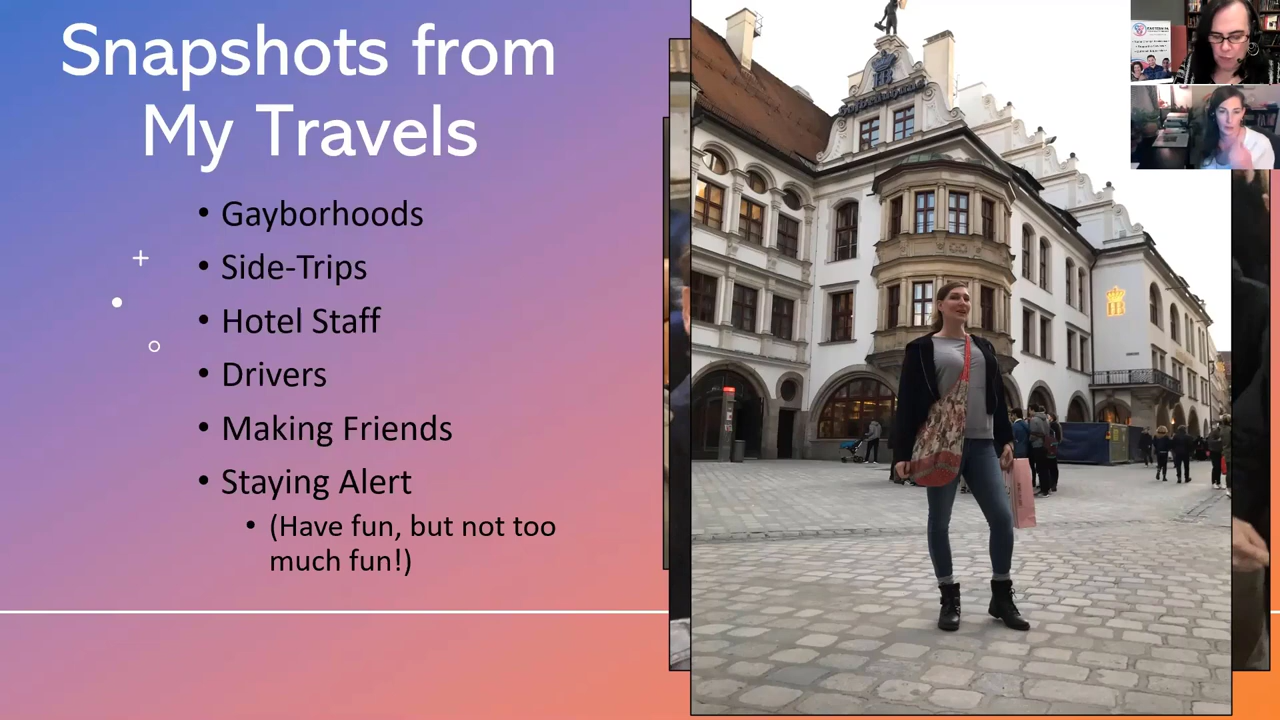 Snapshots from
My Travels
• Gayborhoods
• Side-Trips
• Hotel Staff
• Drivers
• Making Friends
• Staying Alert
• (Have fun, but not too
much fun!)
HB